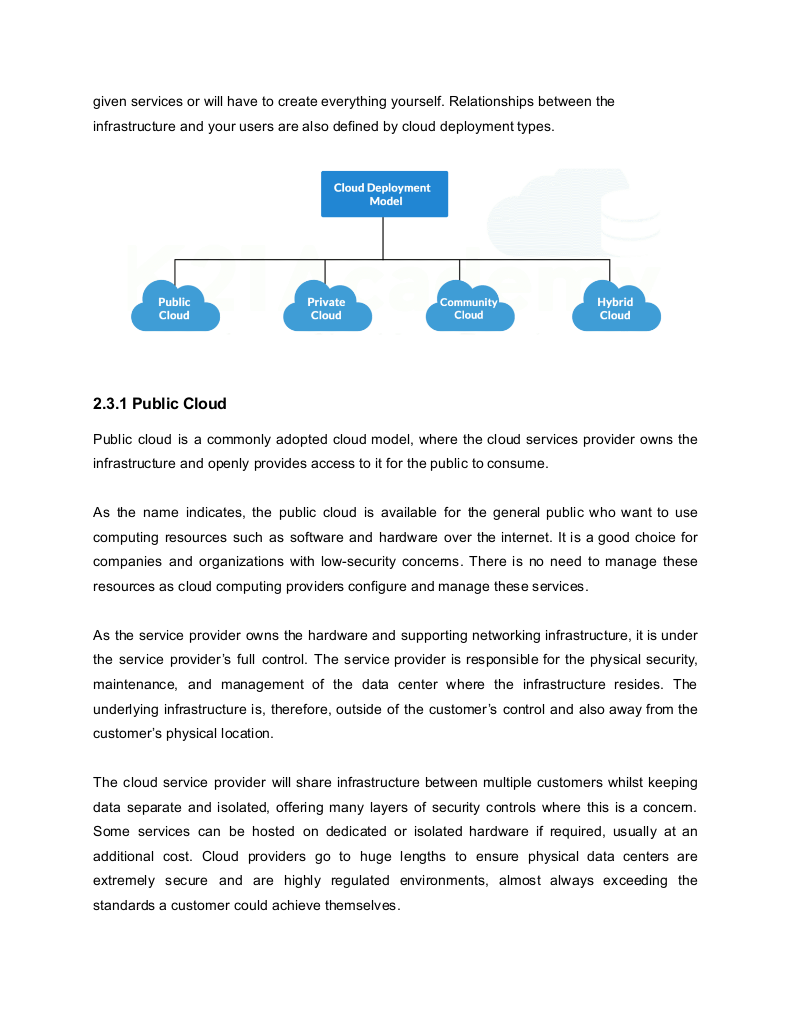 given services or will have to create everything yourself. Relationships between the
infrastructure and your users are also defined by cloud deployment types.
Cloud Deployment
Model
Public
Cloud
Private
Cloud
Community
Cloud
Hybrid
Cloud
2.3.1 Public Cloud
Public cloud is a commonly adopted cloud model, where the cloud services provider owns the
infrastructure and openly provides access to it for the public to consume.
As the name indicates, the public cloud is available for the general public who want to use
computing resources such as software and hardware over the internet. It is a good choice for
companies and organizations with low-security concerns. There is no need to manage these
resources as cloud computing providers configure and manage these services.
As the service provider owns the hardware and supporting networking infrastructure, it is under
the service provider’s full control. The service provider is responsible for the physical security,
maintenance, and management of the data center where the infrastructure resides. The
underlying infrastructure is, therefore, outside of the customer’s control and also away from the
customer’s physical location.
The cloud service provider will share infrastructure between multiple customers whilst keeping
data separate and isolated, offering many layers of security controls where this is a concern.
Some services can be hosted on dedicated or isolated hardware if required, usually at an
additional cost. Cloud providers go to huge lengths to ensure physical data centers are
extremely secure and are highly regulated environments, almost always exceeding the
standards a customer could achieve themselves.